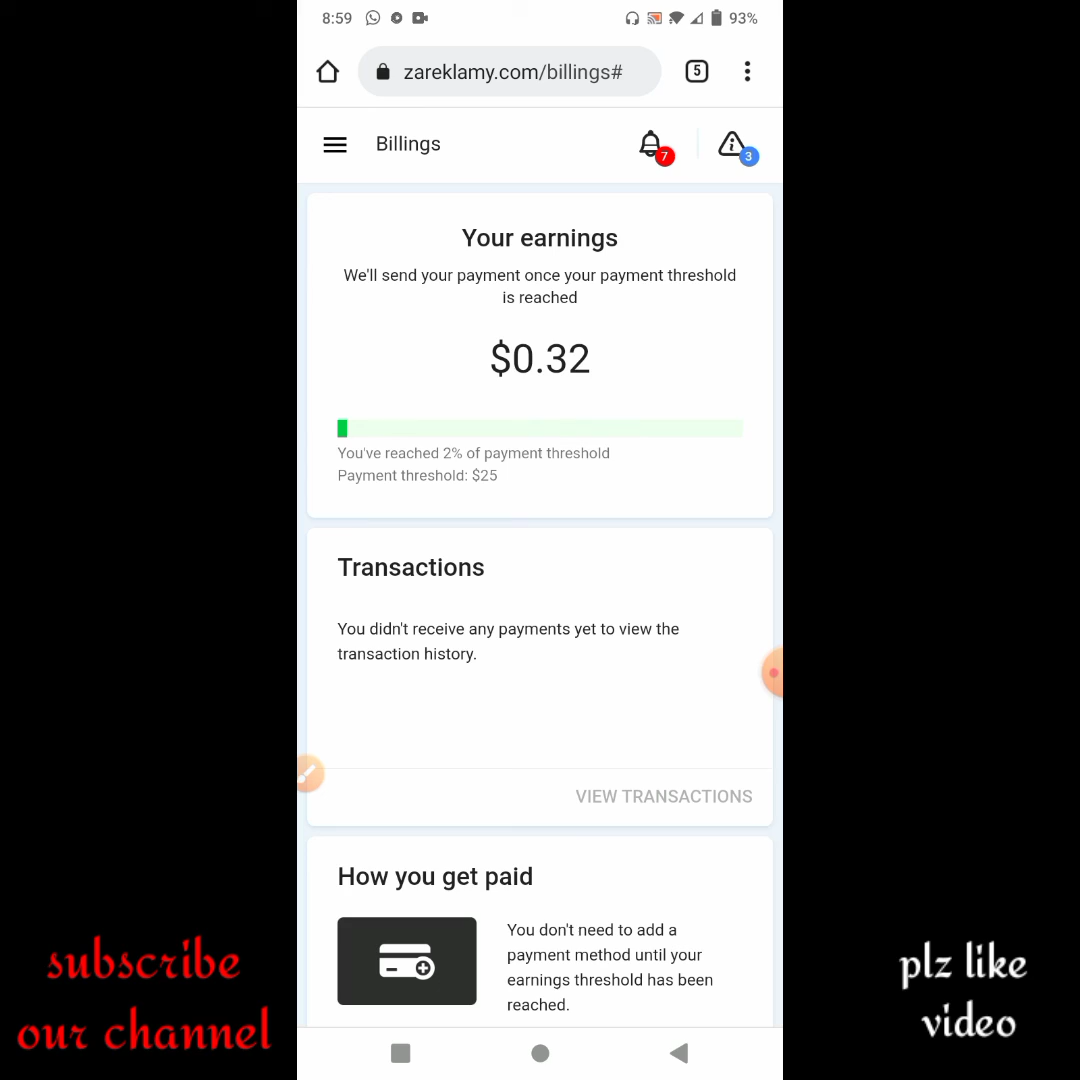 8:59
93%
zareklamy.com/billings#
5
Billings
7
3
Your earnings
We'll send your payment once your payment threshold
is reached
$0.32
You've reached 2% of payment threshold
Payment threshold: $25
Transactions
You didn't receive any payments yet to view the
transaction history.
VIEW TRANSACTIONS
How you get paid
You don't need to add a
payment method until your
earnings threshold has been
reached.
subscribe
our channel
plz like
video